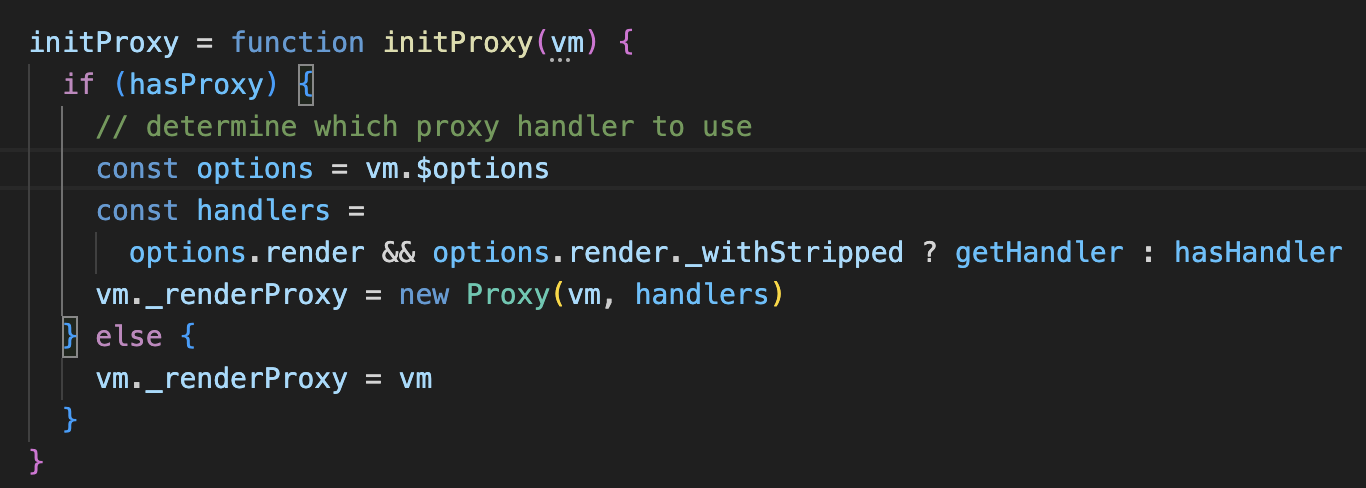 initProxy = function initProxy(vm) {
  if (hasProxy) {
    // determine which proxy handler to use
    const options = vm.$options
    const handlers =
      options.render && options.render._withStripped ? getHandler : hasHandler
    vm._renderProxy = new Proxy(vm, handlers)
  } else {
    vm._renderProxy = vm
  }
}